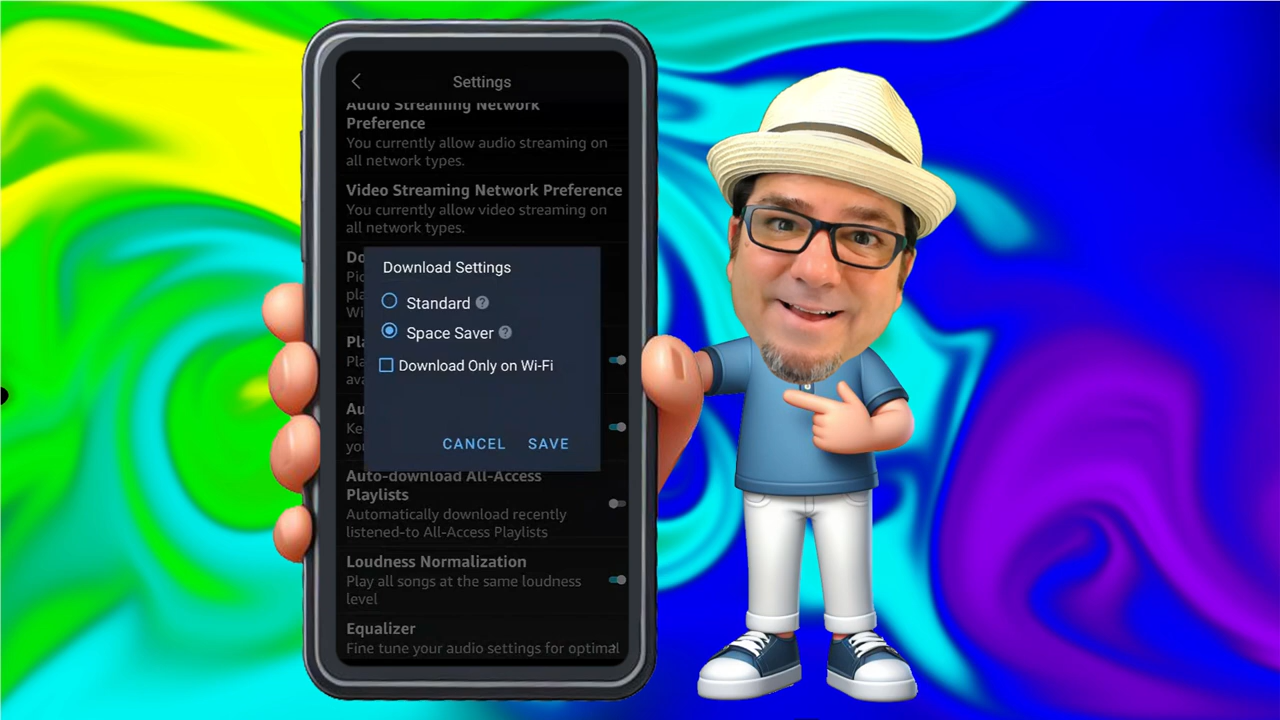 Settings
Audio Streaming Network
Preference
You currently allow audio streaming on
all network types.
Video Streaming Network Preference
You currently allow video streaming on
all network types.
Download Settings
Standard ?
Space Saver ?
Download Only on Wi-Fi
CANCEL SAVE
Auto-download All-Access
Playlists
Automatically download recently
listened-to All-Access Playlists
Loudness Normalization
Play all songs at the same loudness
level
Equalizer
Fine tune your audio settings for optimal